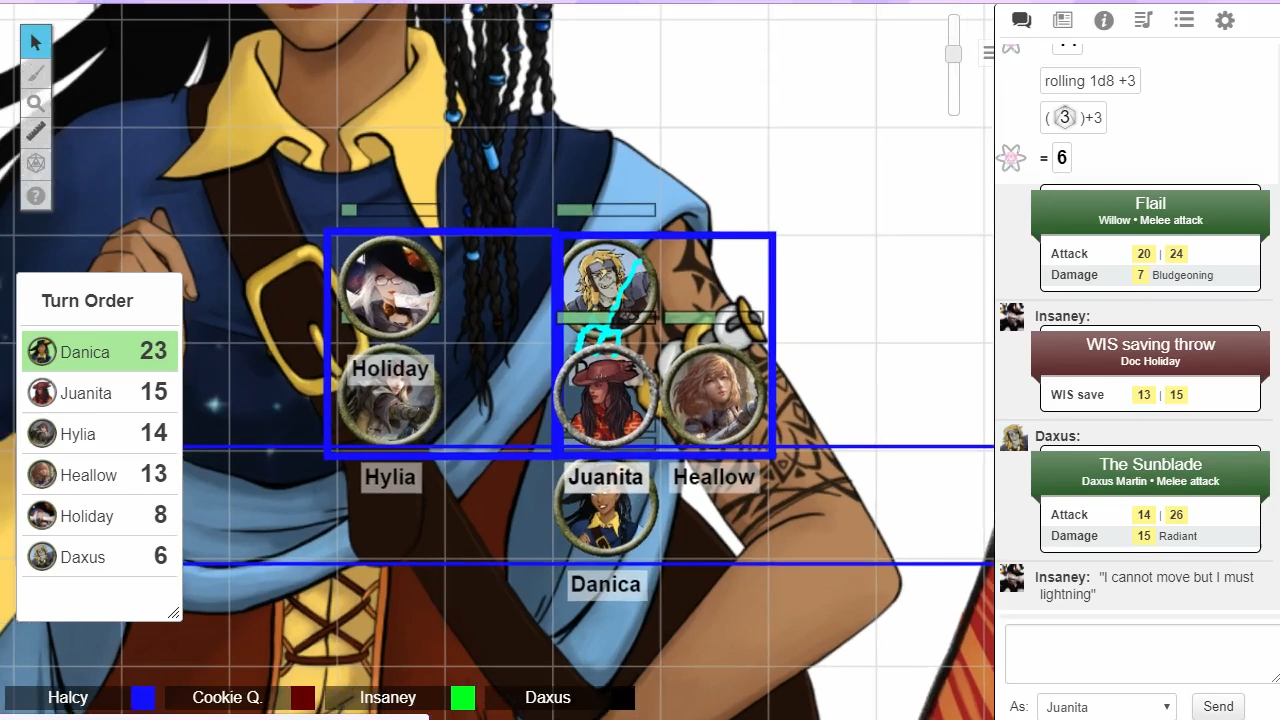 rolling 1d8 +3
( 3 )+3
= 6
Flail
Willow • Melee attack
Attack 20 | 24
Damage 7 Bludgeoning
Insaney:
WIS saving throw
Doc Holiday
WIS save 13 | 15
Daxus:
The Sunblade
Daxus Martin • Melee attack
Attack 14 | 26
Damage 15 Radiant
Insaney: "I cannot move but I must
lightning"
As: Juanita Send
Turn Order
Danica 23
Juanita 15
Hylia 14
Heallow 13
Holiday 8
Daxus 6
Holiday
Hylia
Juanita
Heallow
Danica
Halcy
Cookie Q.
Insaney
Daxus